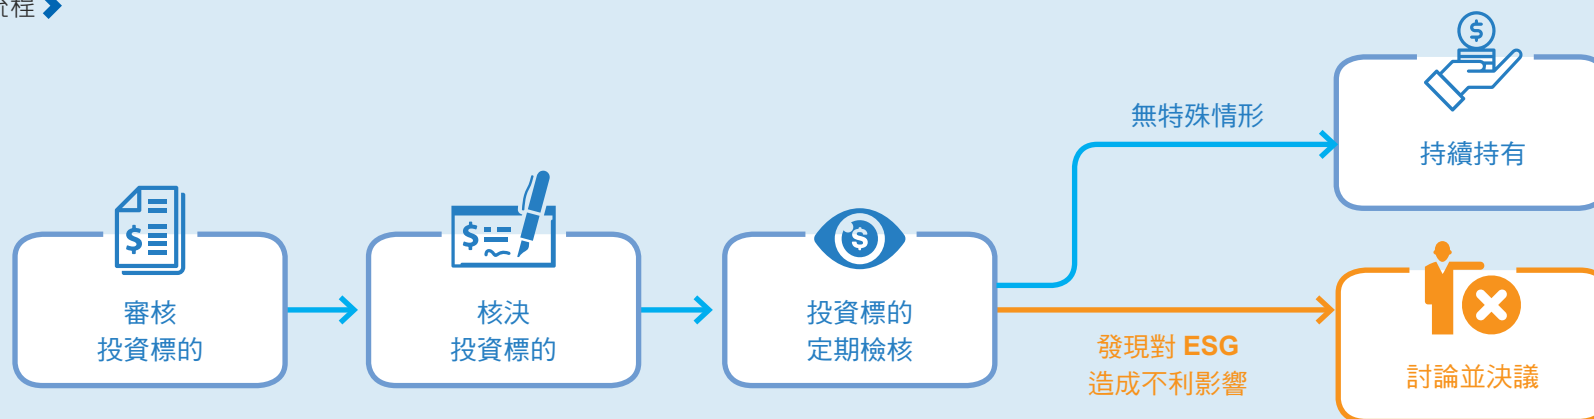 流程
無特殊情形
持續持有
審核
投資標的
核決
投資標的
投資標的
定期檢核
發現對 ESG
造成不利影響
討論並決議